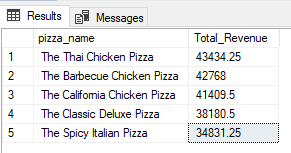 Results Messages
pizza_name Total_Revenue
1 The Thai Chicken Pizza 43434.25
2 The Barbecue Chicken Pizza 42768
3 The California Chicken Pizza 41409.5
4 The Classic Deluxe Pizza 38180.5
5 The Spicy Italian Pizza 34831.25